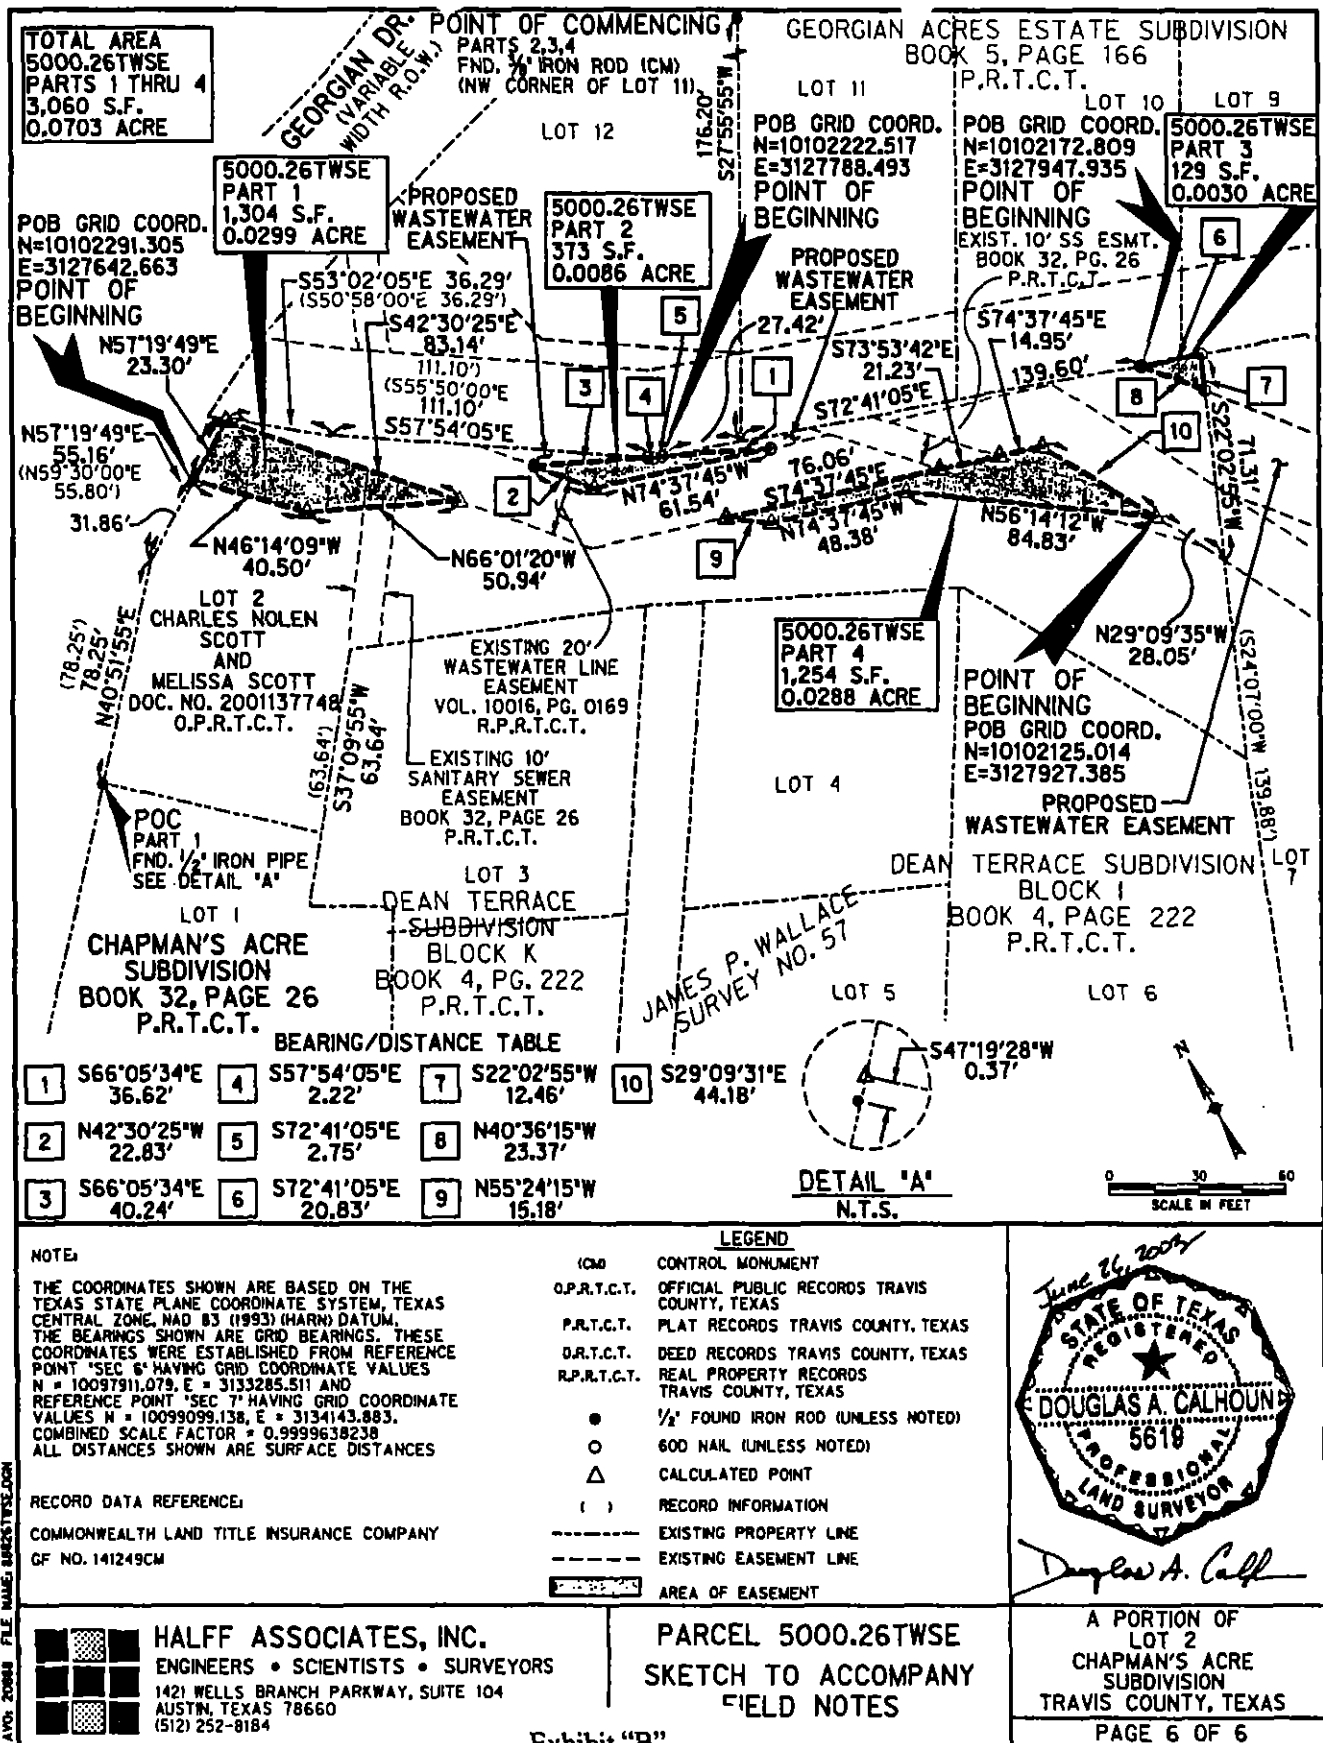 TOTAL AREA
5000.26TWSE
PARTS 1 THRU 4
3,060 S.F.
0.0703 ACRE
GEORGIAN DR.
(VARIABLE
WIDTH R.O.W.)
POINT OF COMMENCING
PARTS 2,3,4
FND. ⅝" IRON ROD (CM)
(NW CORNER OF LOT 11)
LOT 12
176.20'
S27°55'55"W
GEORGIAN ACRES ESTATE SUBDIVISION
BOOK 5, PAGE 166
P.R.T.C.T.
LOT 11
LOT 10
LOT 9
POB GRID COORD.
N=10102222.517
E=3127788.493
POINT OF
BEGINNING
POB GRID COORD.
N=10102172.809
E=3127947.935
POINT OF
BEGINNING
5000.26TWSE
PART 3
129 S.F.
0.0030 ACRE
EXIST. 10' SS ESMT.
BOOK 32, PG. 26
P.R.T.C.T.
6
5000.26TWSE
PART 1
1,304 S.F.
0.0299 ACRE
PROPOSED
WASTEWATER
EASEMENT
5000.26TWSE
PART 2
373 S.F.
0.0086 ACRE
POB GRID COORD.
N=10102291.305
E=3127642.663
POINT OF
BEGINNING
PROPOSED
WASTEWATER
EASEMENT
S53°02'05"E 36.29'
(S50°58'00"E 36.29')
S42°30'25"E
83.14'
111.10')
(S55°50'00"E
111.10'
S57°54'05"E
5
3
4
27.42'
1
S74°37'45"E
14.95'
S73°53'42"E
21.23'
139.60'
S72°41'05"E
8
7
10
N57°19'49"E
23.30'
N57°19'49"E
55.16'
(N59°30'00"E
55.80')
31.86'
2
N74°37'45"W
61.54'
76.06'
S74°37'45"E
N74°37'45"W
48.38'
9
N56°14'12"W
84.83'
S22°02'55"W
71.31'
N46°14'09"W
40.50'
N66°01'20"W
50.94'
LOT 2
CHARLES NOLEN
SCOTT
AND
MELISSA SCOTT
DOC. NO. 2001137748
O.P.R.T.C.T.
(78.25')
78.25'
N40°51'55"E
EXISTING 20'
WASTEWATER LINE
EASEMENT
VOL. 10016, PG. 0169
R.P.R.T.C.T.
(63.64')
S37°09'55"W
63.64'
EXISTING 10'
SANITARY SEWER
EASEMENT
BOOK 32, PAGE 26
P.R.T.C.T.
5000.26TWSE
PART 4
1,254 S.F.
0.0288 ACRE
N29°09'35"W
28.05'
POINT OF
BEGINNING
POB GRID COORD.
N=10102125.014
E=3127927.385
PROPOSED
WASTEWATER EASEMENT
(S24°07'00"W 139.88')
LOT 4
POC
PART 1
FND. 1/2" IRON PIPE
SEE DETAIL "A"
LOT 1
CHAPMAN'S ACRE
SUBDIVISION
BOOK 32, PAGE 26
P.R.T.C.T.
LOT 3
DEAN TERRACE
SUBDIVISION
BLOCK K
BOOK 4, PG. 222
P.R.T.C.T.
JAMES P. WALLACE
SURVEY NO. 57
DEAN TERRACE SUBDIVISION
BLOCK I
BOOK 4, PAGE 222
P.R.T.C.T.
LOT
7
LOT 5
LOT 6
BEARING/DISTANCE TABLE
1 S66°05'34"E 36.62'
4 S57°54'05"E 2.22'
7 S22°02'55"W 12.46'
10 S29°09'31"E 44.18'
2 N42°30'25"W 22.83'
5 S72°41'05"E 2.75'
8 N40°36'15"W 23.37'
3 S66°05'34"E 40.24'
6 S72°41'05"E 20.83'
9 N55°24'15"W 15.18'
S47°19'28"W
0.37'
DETAIL "A"
N.T.S.
N
0 30 60
SCALE IN FEET
NOTE:
THE COORDINATES SHOWN ARE BASED ON THE
TEXAS STATE PLANE COORDINATE SYSTEM, TEXAS
CENTRAL ZONE, NAD 83 (1993) (HARN) DATUM.
THE BEARINGS SHOWN ARE GRID BEARINGS. THESE
COORDINATES WERE ESTABLISHED FROM REFERENCE
POINT "SEC 6" HAVING GRID COORDINATE VALUES
N = 10097911.079, E = 3133285.511 AND
REFERENCE POINT "SEC 7" HAVING GRID COORDINATE
VALUES N = 10099099.138, E = 3134143.883.
COMBINED SCALE FACTOR = 0.9999638238
ALL DISTANCES SHOWN ARE SURFACE DISTANCES
RECORD DATA REFERENCE:
COMMONWEALTH LAND TITLE INSURANCE COMPANY
GF NO. 141249CM
LEGEND
(CM) CONTROL MONUMENT
O.P.R.T.C.T. OFFICIAL PUBLIC RECORDS TRAVIS
COUNTY, TEXAS
P.R.T.C.T. PLAT RECORDS TRAVIS COUNTY, TEXAS
D.R.T.C.T. DEED RECORDS TRAVIS COUNTY, TEXAS
R.P.R.T.C.T. REAL PROPERTY RECORDS
TRAVIS COUNTY, TEXAS
● 1/2" FOUND IRON ROD (UNLESS NOTED)
○ 60D NAIL (UNLESS NOTED)
△ CALCULATED POINT
( ) RECORD INFORMATION
EXISTING PROPERTY LINE
EXISTING EASEMENT LINE
AREA OF EASEMENT
June 26, 2003
STATE OF TEXAS
REGISTERED
DOUGLAS A. CALHOUN
5619
PROFESSIONAL
LAND SURVEYOR
HALFF ASSOCIATES, INC.
ENGINEERS • SCIENTISTS • SURVEYORS
1421 WELLS BRANCH PARKWAY, SUITE 104
AUSTIN, TEXAS 78660
(512) 252-8184
PARCEL 5000.26TWSE
SKETCH TO ACCOMPANY
FIELD NOTES
A PORTION OF
LOT 2
CHAPMAN'S ACRE
SUBDIVISION
TRAVIS COUNTY, TEXAS
PAGE 6 OF 6